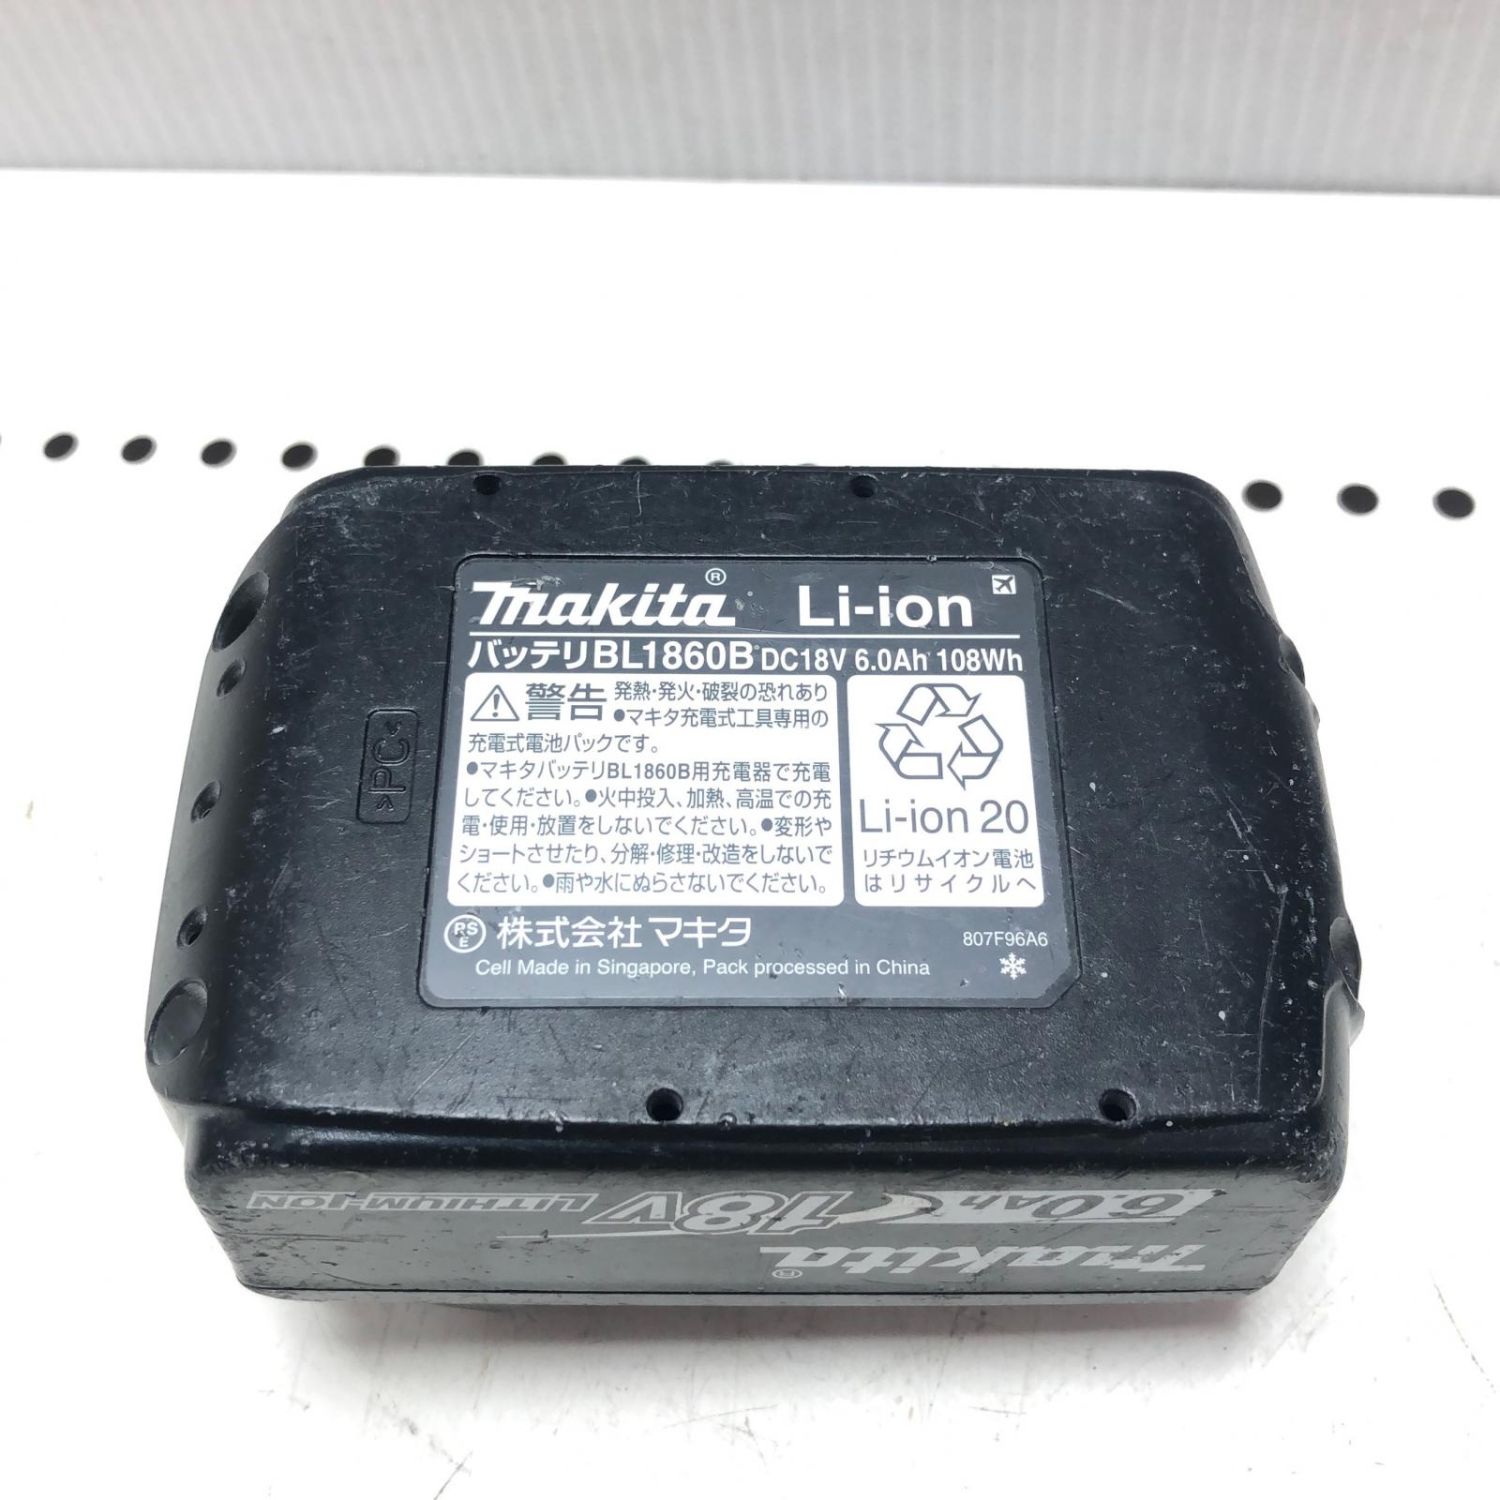 Makita® Li-ion
バッテリBL1860B DC18V 6.0Ah 108Wh
警告 発熱・発火・破裂の恐れあり
●マキタ充電式工具専用の
充電式電池パックです。
●マキタバッテリBL1860B用充電器で充電
してください。●火中投入、加熱、高温での充
電・使用・放置をしないでください。●変形や
ショートさせたり、分解・修理・改造をしないで
ください。●雨や水にぬらさないでください。
Li-ion 20
リチウムイオン電池
はリサイクルへ
PSE 株式会社マキタ
807F96A6
Cell Made in Singapore, Pack processed in China
>PC<
Makita®
6.0Ah 18V LITHIUM-ION